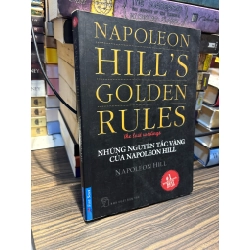 NAPOLEON
HILL'S
GOLDEN
RULES
the lost writings
NHỮNG NGUYÊN TẮC VÀNG
CỦA NAPOLEON HILL
NAPOLEON HILL